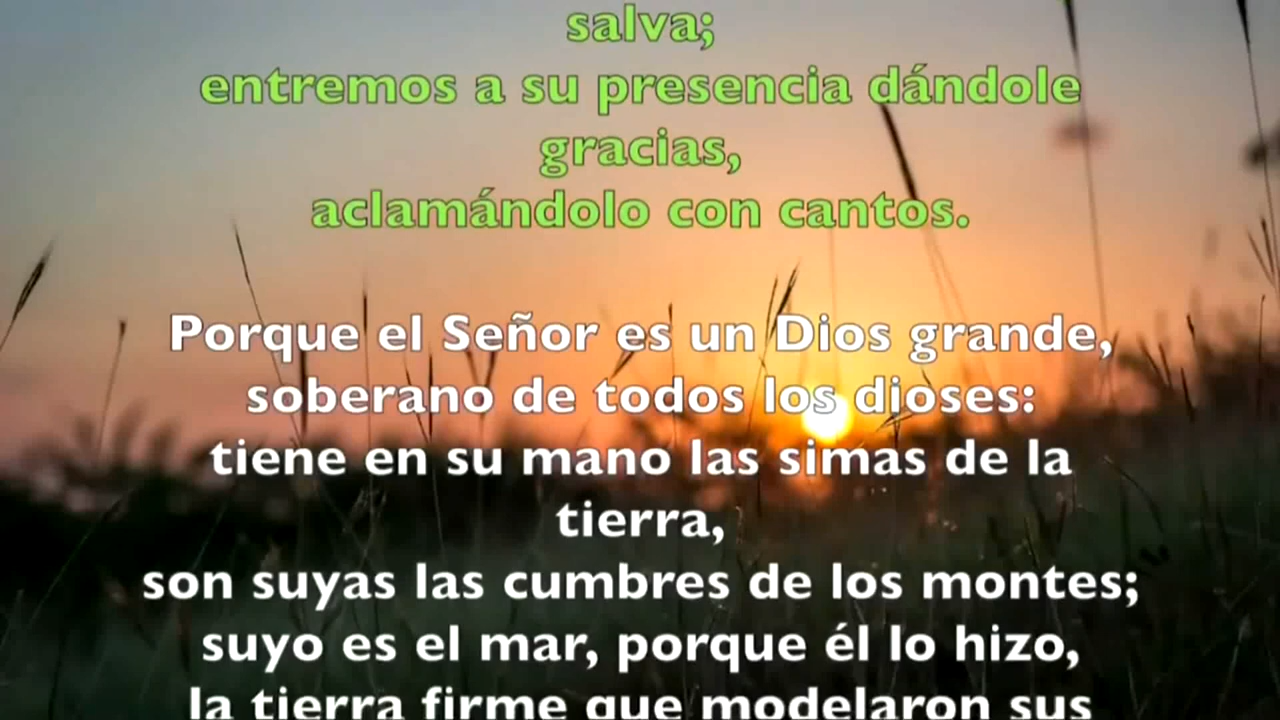 salva;
entremos a su presencia dándole
gracias,
aclamándolo con cantos.
Porque el Señor es un Dios grande,
soberano de todos los dioses:
tiene en su mano las simas de la
tierra,
son suyas las cumbres de los montes;
suyo es el mar, porque él lo hizo,
la tierra firme que modelaron sus